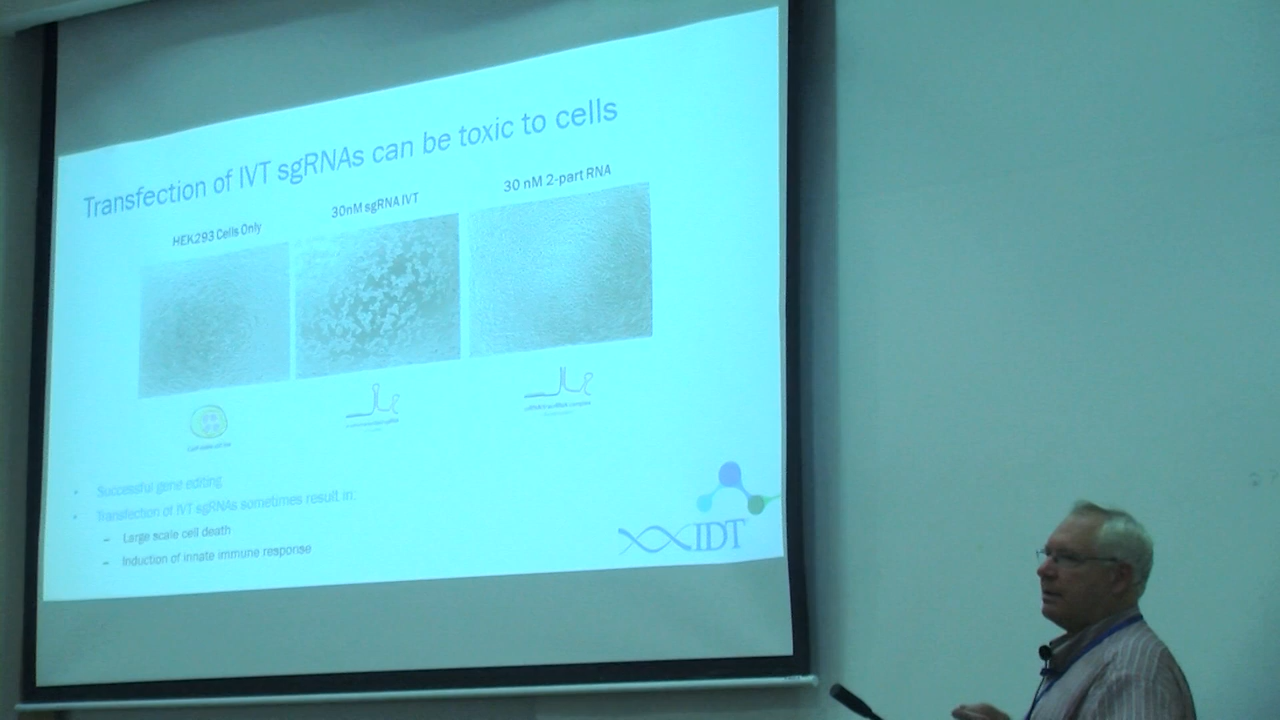 Transfection of IVT sgRNAs can be toxic to cells
HEK293 Cells Only
30nM sgRNA IVT
30 nM 2-part RNA
• Successful gene editing
• Transfection of IVT sgRNAs sometimes result in:
– Large scale cell death
– Induction of innate immune response
IDT